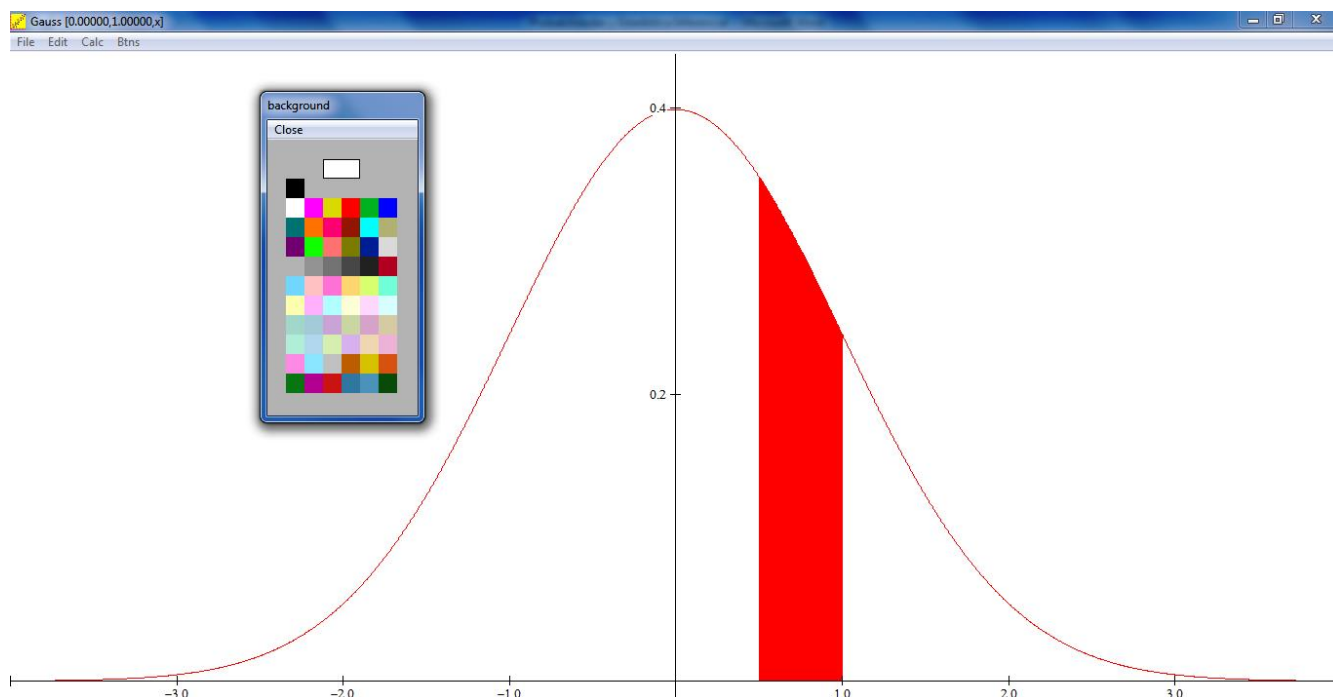 Gauss [0.00000,1.00000,x]
File Edit Calc Btns
background
Close
0.4
0.2
-3.0 -2.0 -1.0 1.0 2.0 3.0